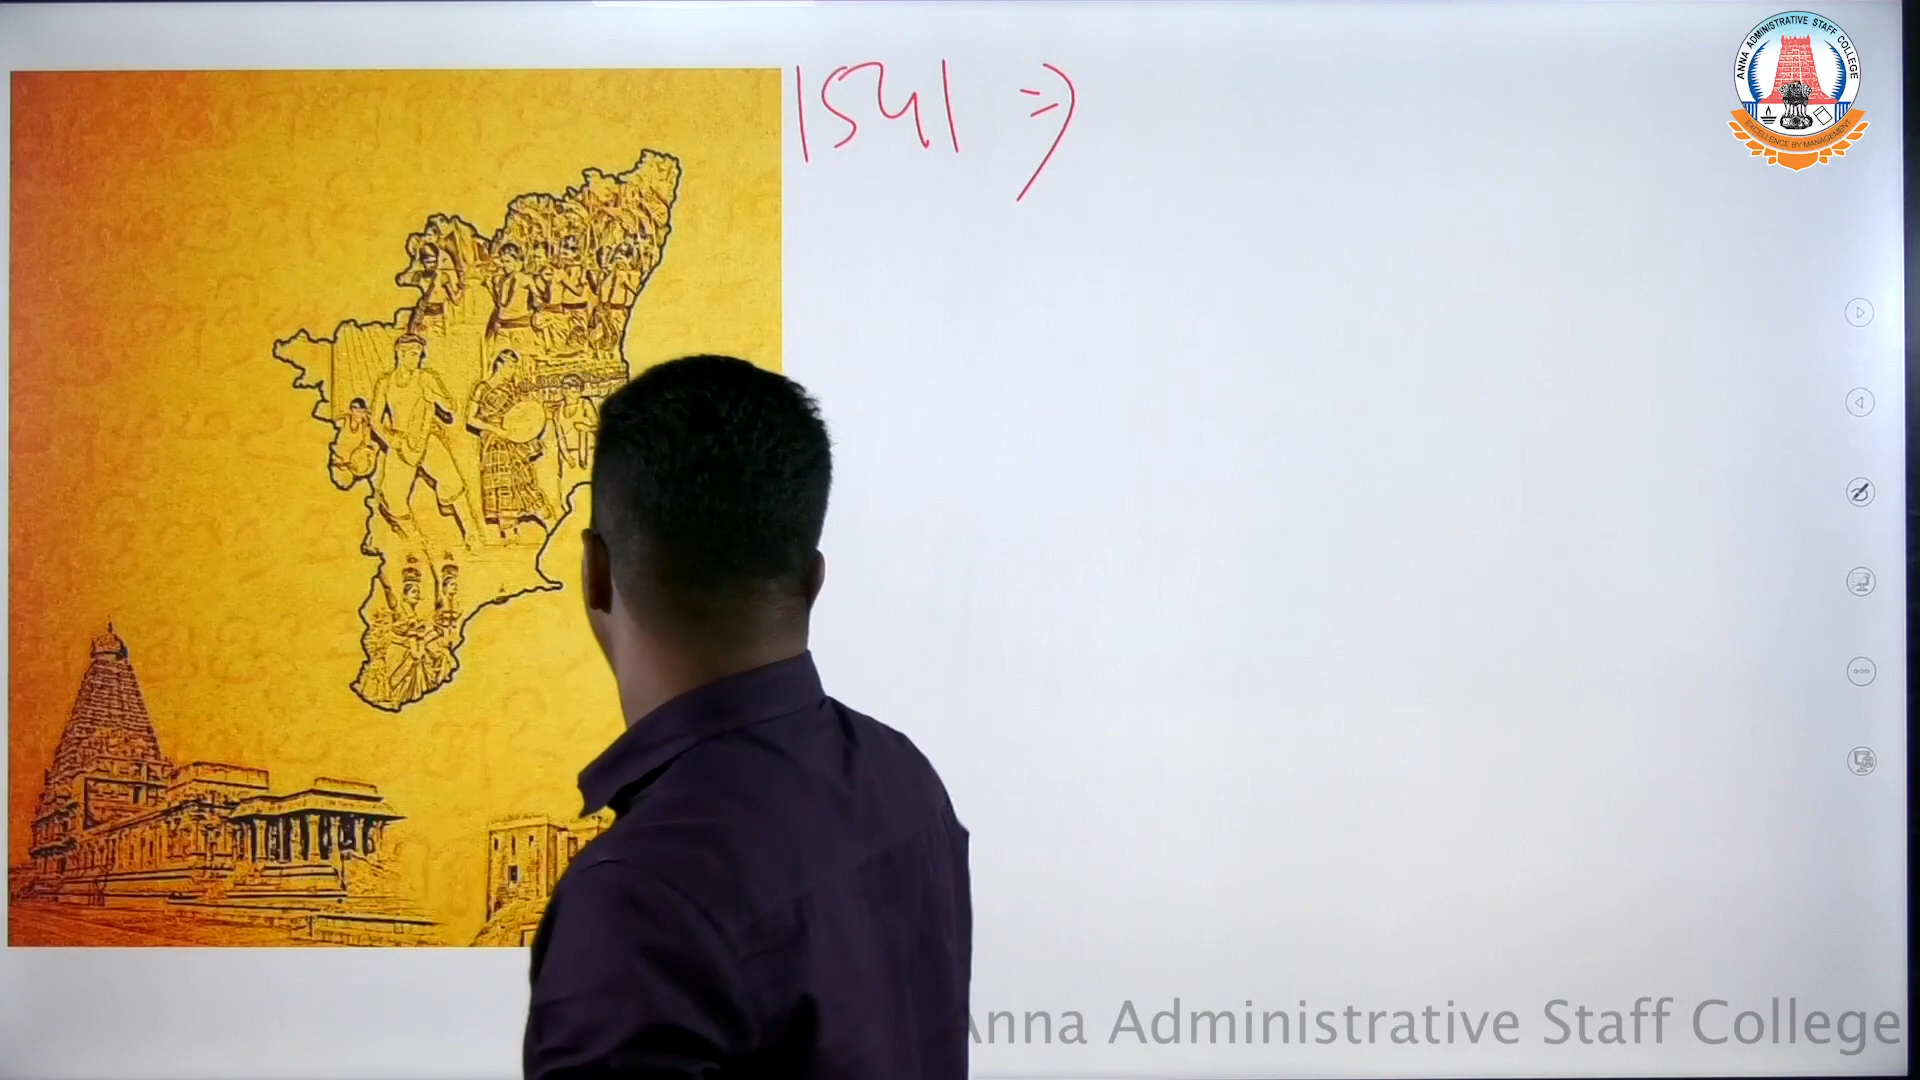 1541 ⇒
ANNA ADMINISTRATIVE STAFF COLLEGE
EXCELLENCE BY MANAGEMENT
Anna Administrative Staff College